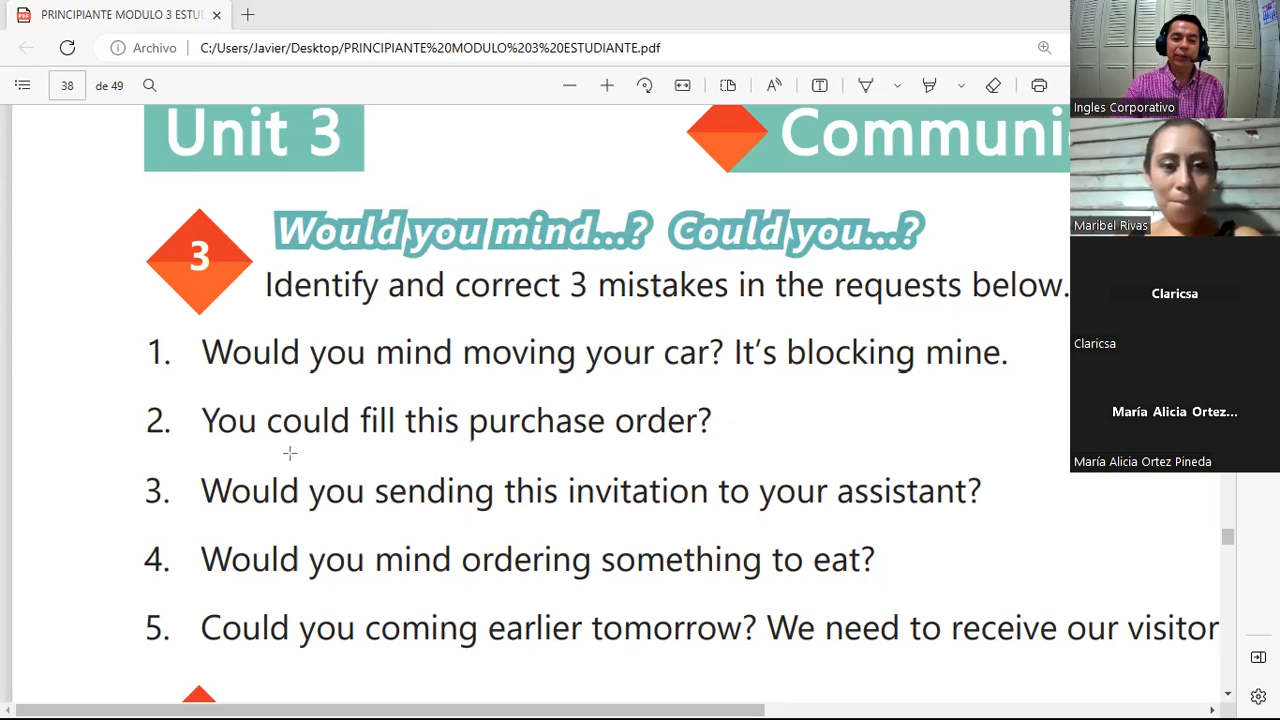 PRINCIPIANTE MODULO 3 ESTU
Archivo
C:/Users/Javier/Desktop/PRINCIPIANTE%20MODULO%203%20ESTUDIANTE.pdf
38
de 49
Unit 3
Communi
3
Would you mind...? Could you...?
Identify and correct 3 mistakes in the requests below.
1. Would you mind moving your car? It's blocking mine.
2. You could fill this purchase order?
3. Would you sending this invitation to your assistant?
4. Would you mind ordering something to eat?
5. Could you coming earlier tomorrow? We need to receive our visitor
Ingles Corporativo
Maribel Rivas
Claricsa
Claricsa
María Alicia Ortez...
María Alicia Ortez Pineda